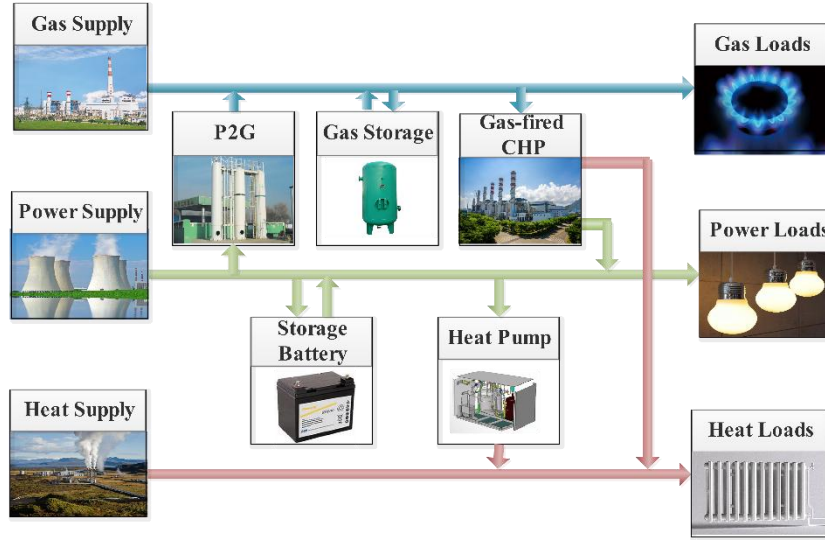 Gas Supply
Gas Loads
P2G
Gas Storage
Gas-fired
CHP
Power Supply
Power Loads
Storage
Battery
Heat Pump
Heat Supply
Heat Loads